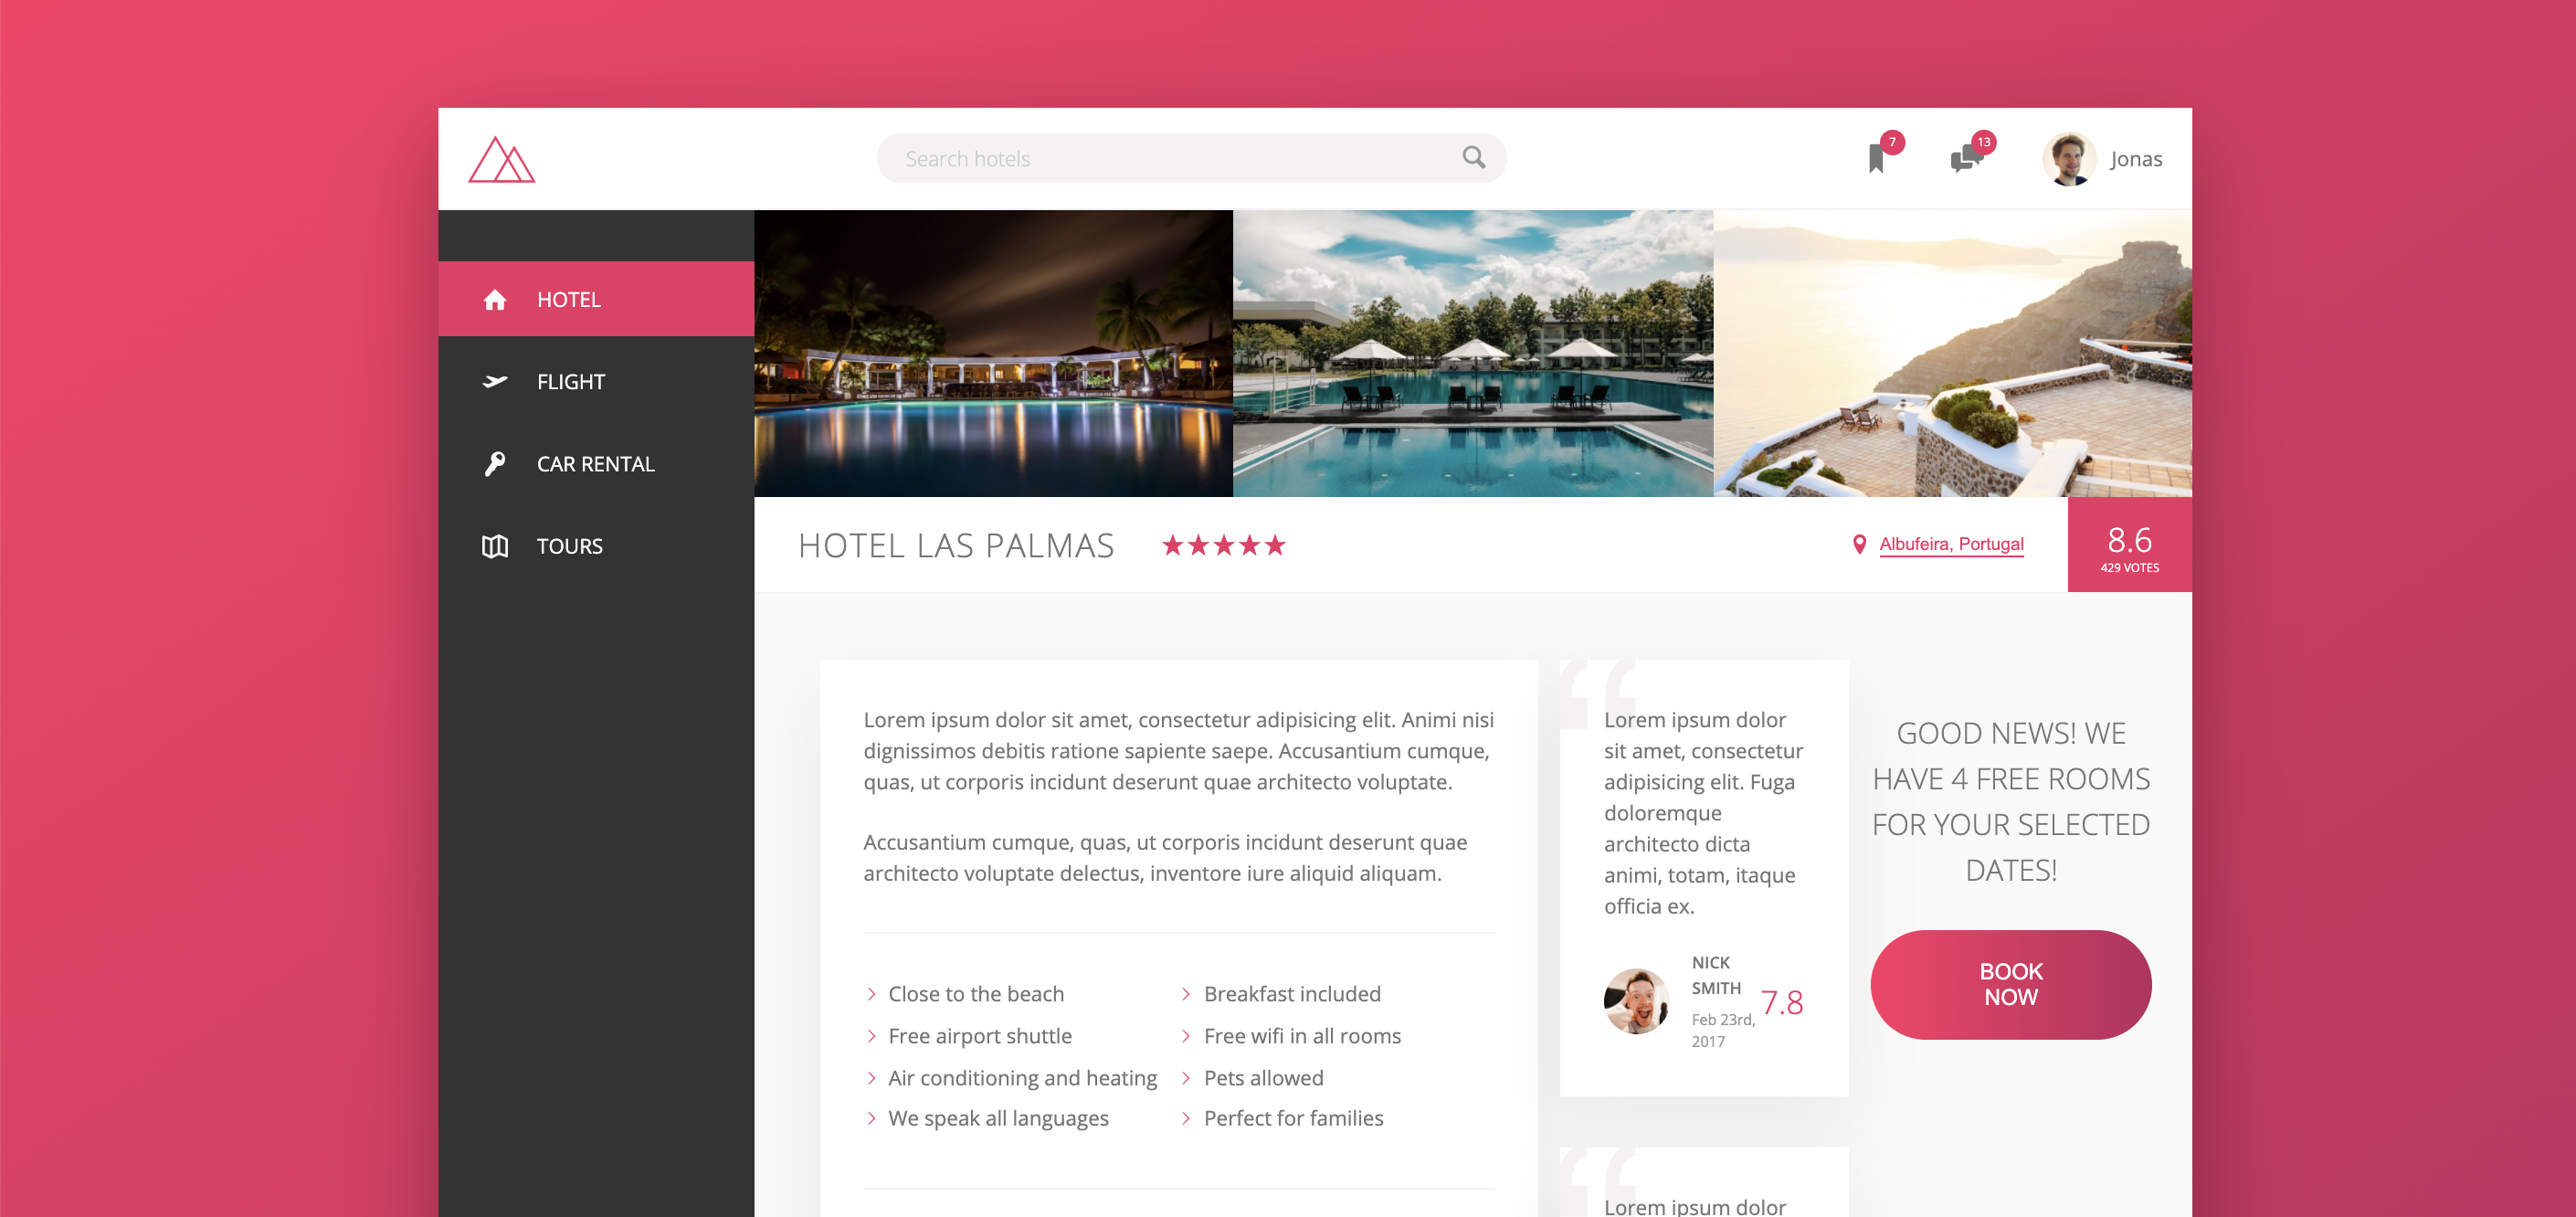 Search hotels
7
13
Jonas
HOTEL
FLIGHT
CAR RENTAL
TOURS
HOTEL LAS PALMAS
Albufeira, Portugal
8.6
429 VOTES
Lorem ipsum dolor sit amet, consectetur adipisicing elit. Animi nisi
dignissimos debitis ratione sapiente saepe. Accusantium cumque,
quas, ut corporis incidunt deserunt quae architecto voluptate.
Accusantium cumque, quas, ut corporis incidunt deserunt quae
architecto voluptate delectus, inventore iure aliquid aliquam.
Close to the beach
Breakfast included
Free airport shuttle
Free wifi in all rooms
Air conditioning and heating
Pets allowed
We speak all languages
Perfect for families
“
Lorem ipsum dolor
sit amet, consectetur
adipisicing elit. Fuga
doloremque
architecto dicta
animi, totam, itaque
officia ex.
NICK
SMITH
Feb 23rd,
2017
7.8
“
Lorem ipsum dolor
GOOD NEWS! WE
HAVE 4 FREE ROOMS
FOR YOUR SELECTED
DATES!
BOOK
NOW